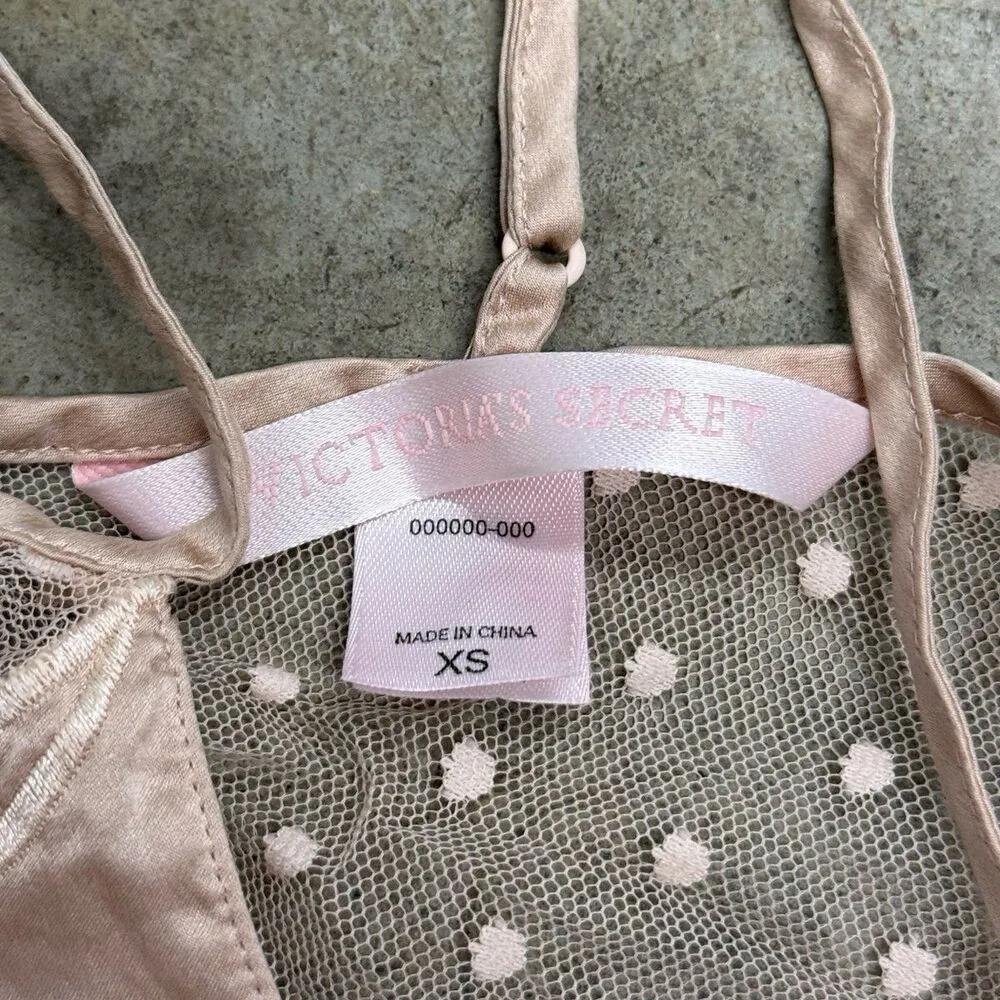 VICTORIA'S SECRET
000000-000
MADE IN CHINA
XS